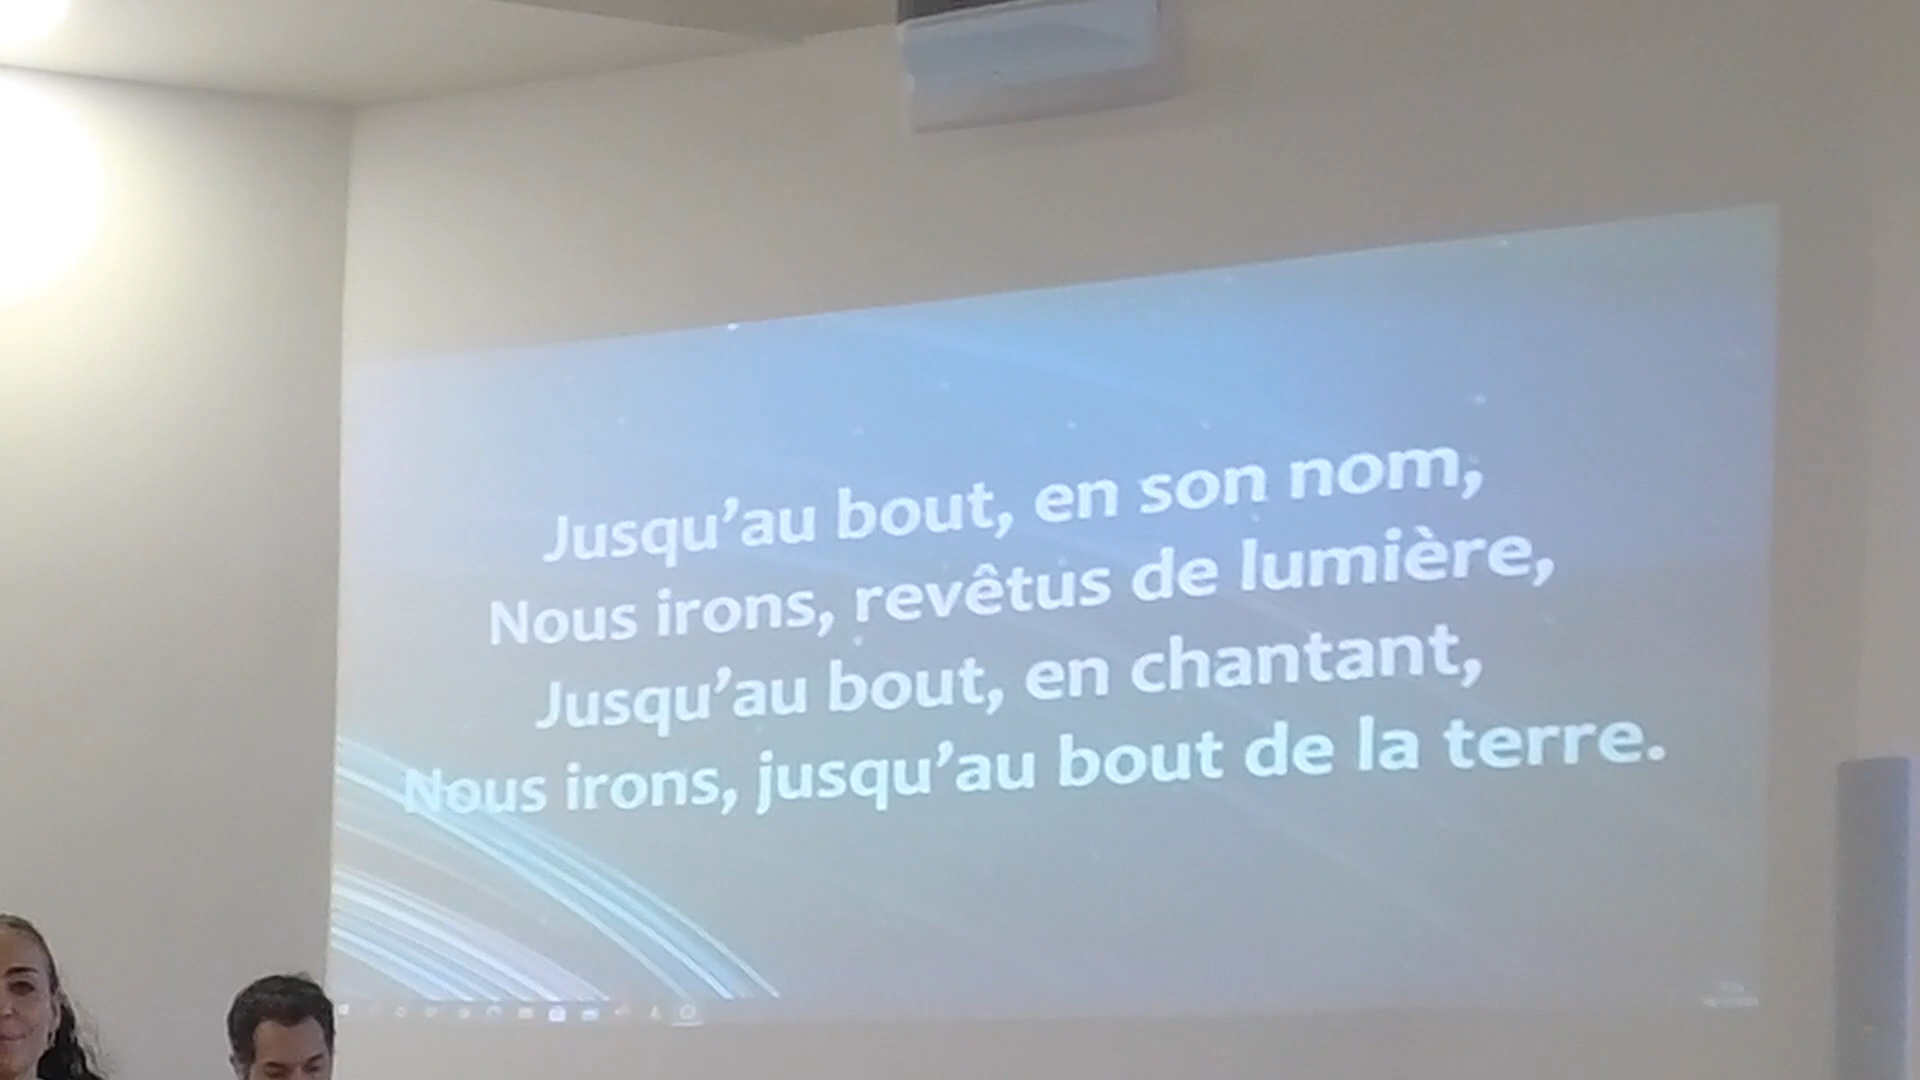 Jusqu’au bout, en son nom,
Nous irons, revêtus de lumière,
Jusqu’au bout, en chantant,
Nous irons, jusqu’au bout de la terre.